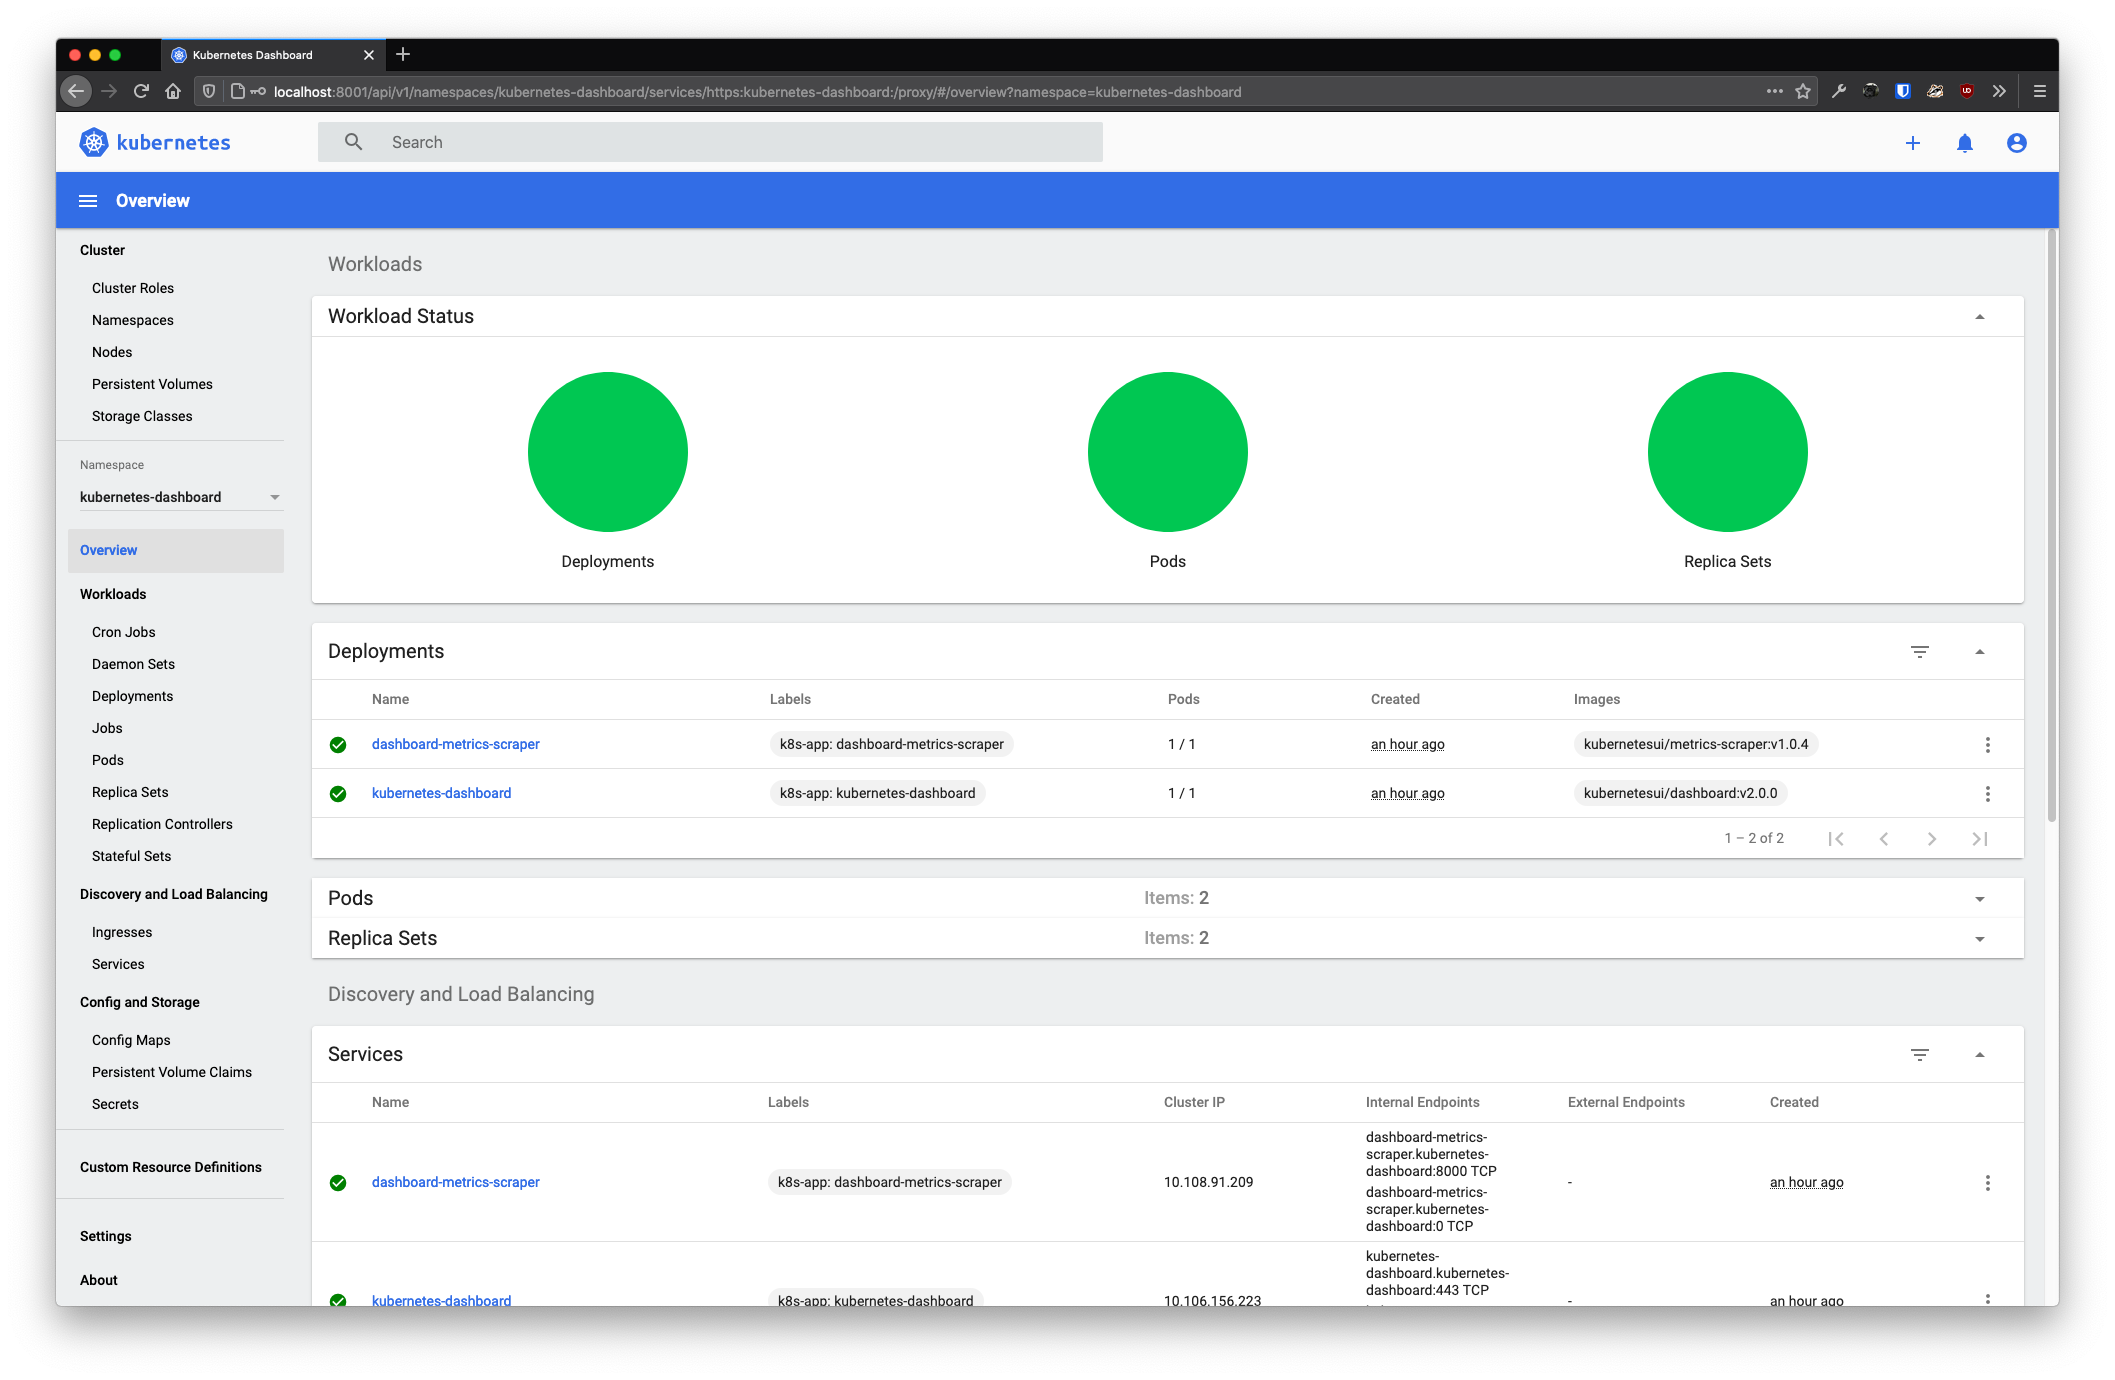 Kubernetes Dashboard
localhost:8001/api/v1/namespaces/kubernetes-dashboard/services/https:kubernetes-dashboard:/proxy/#/overview?namespace=kubernetes-dashboard
kubernetes
Search
Overview
Cluster
Cluster Roles
Namespaces
Nodes
Persistent Volumes
Storage Classes
Namespace
kubernetes-dashboard
Overview
Workloads
Cron Jobs
Daemon Sets
Deployments
Jobs
Pods
Replica Sets
Replication Controllers
Stateful Sets
Discovery and Load Balancing
Ingresses
Services
Config and Storage
Config Maps
Persistent Volume Claims
Secrets
Custom Resource Definitions
Settings
About
Workloads
Workload Status
Deployments Pods Replica Sets
Deployments
Name Labels Pods Created Images
dashboard-metrics-scraper k8s-app: dashboard-metrics-scraper 1 / 1 an hour ago kubernetesui/metrics-scraper:v1.0.4
kubernetes-dashboard k8s-app: kubernetes-dashboard 1 / 1 an hour ago kubernetesui/dashboard:v2.0.0
1 – 2 of 2
Pods Items: 2
Replica Sets Items: 2
Discovery and Load Balancing
Services
Name Labels Cluster IP Internal Endpoints External Endpoints Created
dashboard-metrics-scraper k8s-app: dashboard-metrics-scraper 10.108.91.209
dashboard-metrics-
scraper.kubernetes-
dashboard:8000 TCP
dashboard-metrics-
scraper.kubernetes-
dashboard:0 TCP
- an hour ago
kubernetes-dashboard k8s-app: kubernetes-dashboard 10.106.156.223
kubernetes-
dashboard.kubernetes-
dashboard:443 TCP
- an hour ago